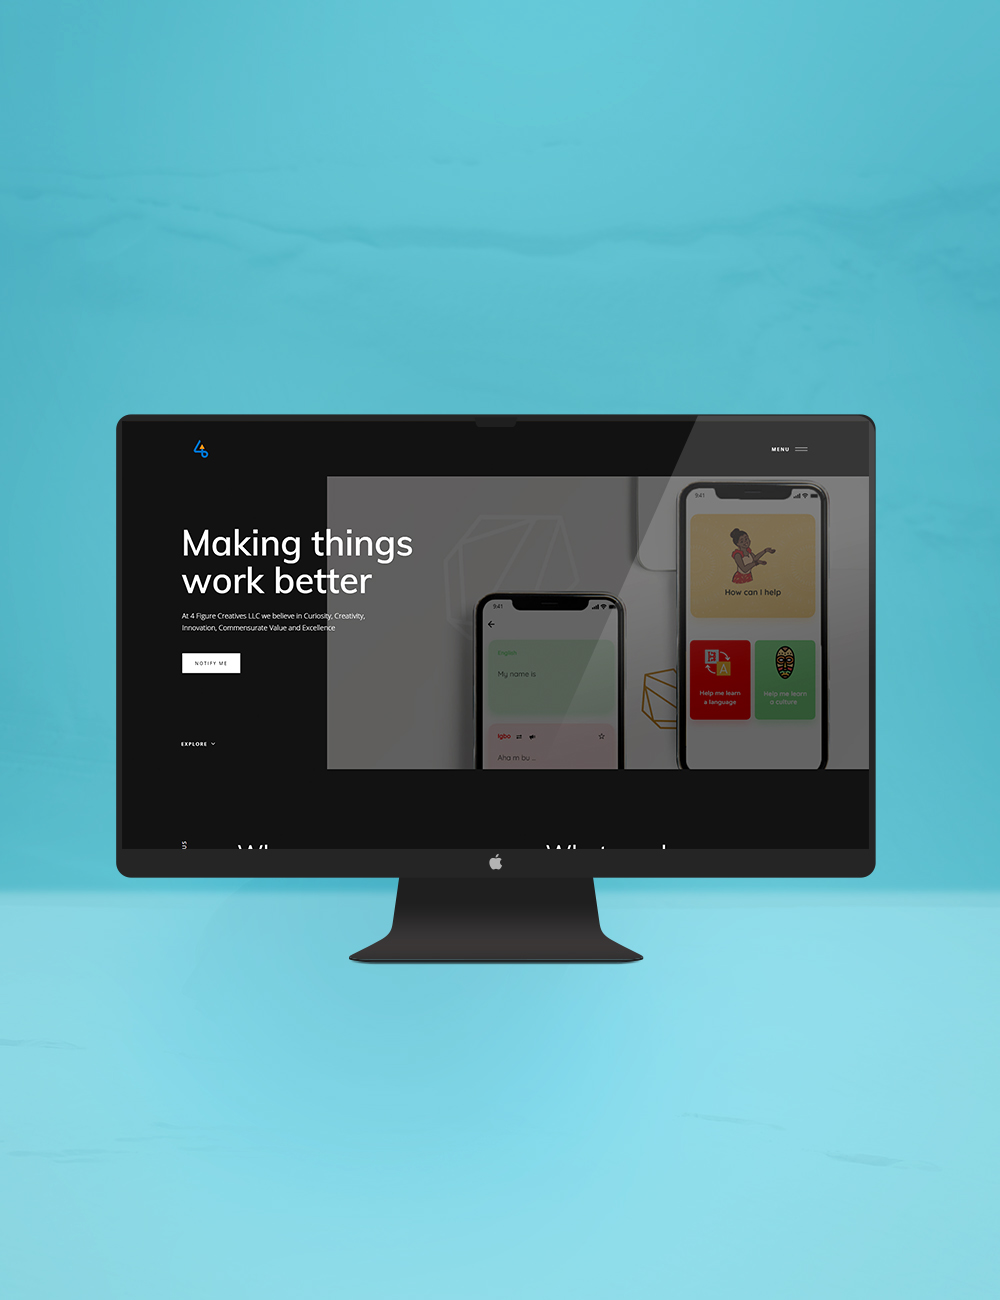 MENU
Making things
work better
At 4 Figure Creatives LLC we believe in Curiosity, Creativity,
Innovation, Commensurate Value and Excellence
NOTIFY ME
EXPLORE
9:41
English
My name is
Igbo
Aha m bu ..
9:41
How can I help
Help me learn
a language
Help me learn
a culture